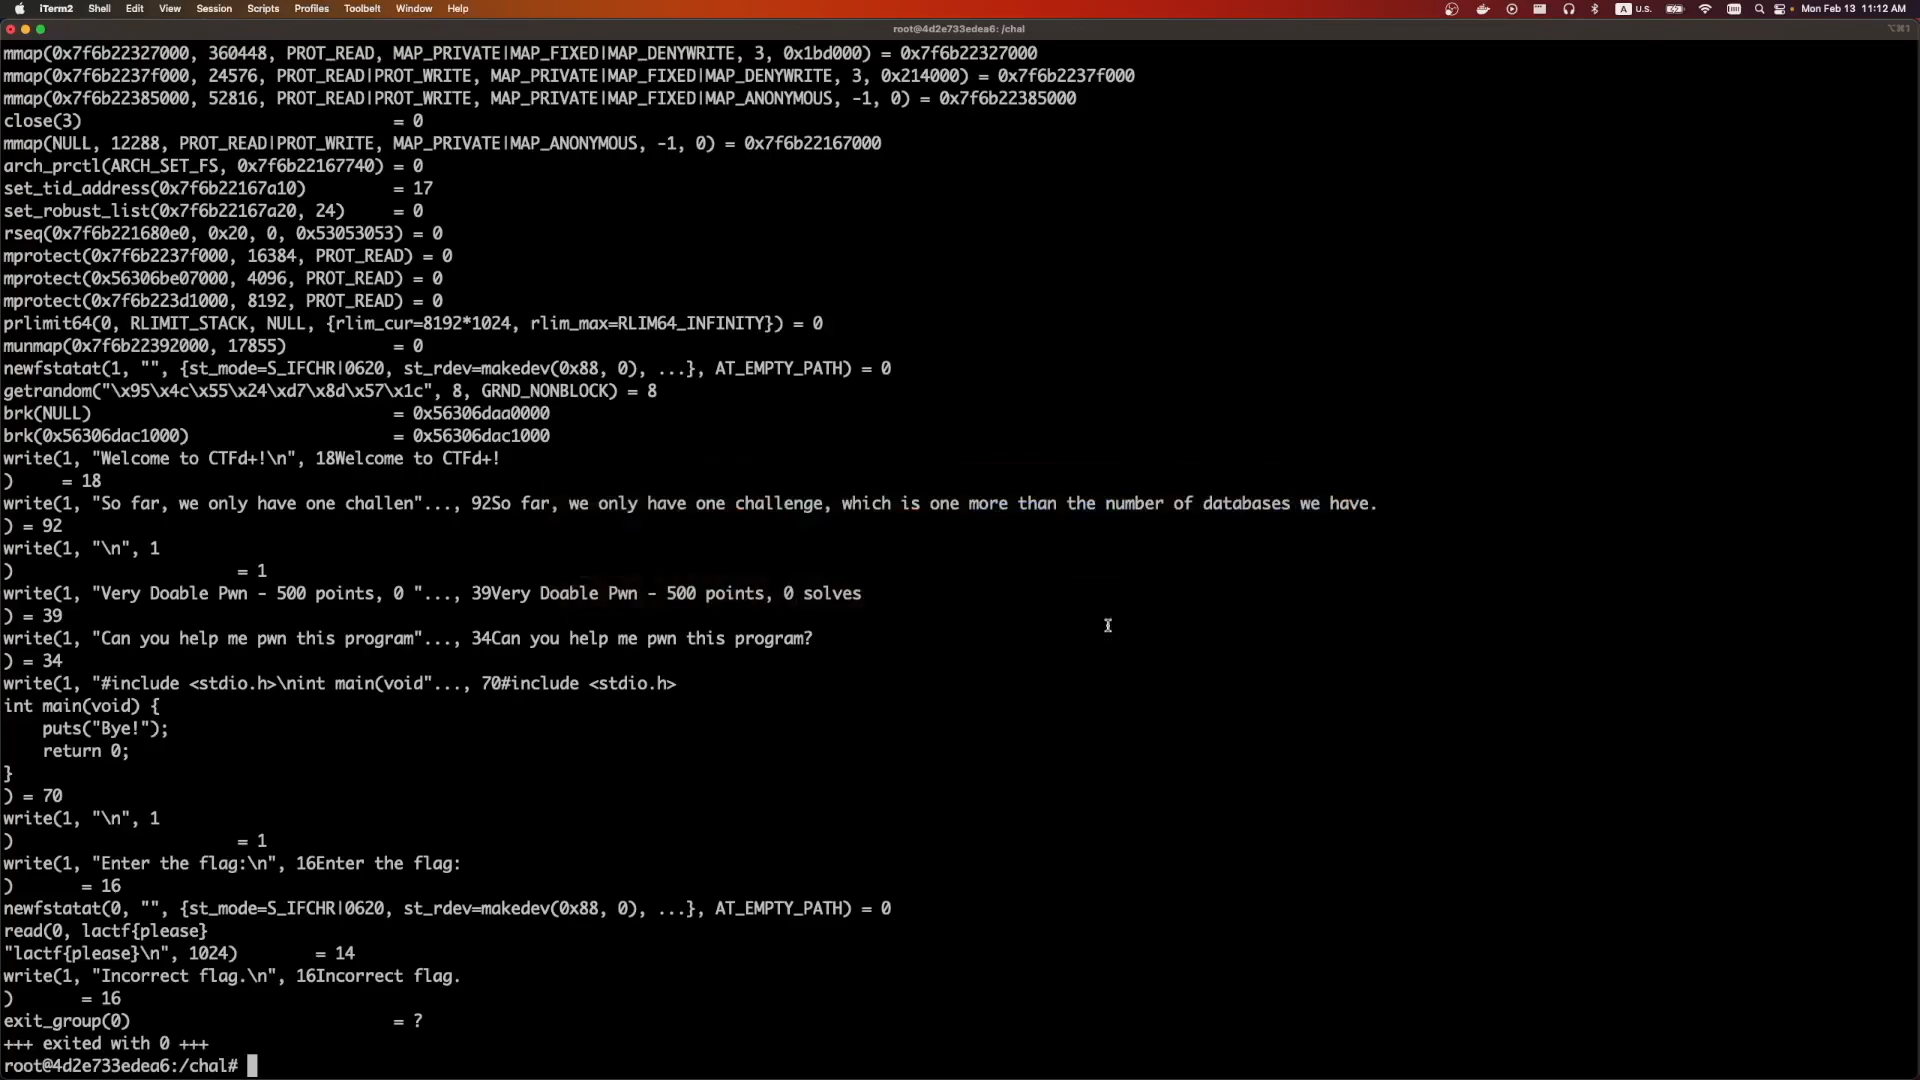 iTerm2 Shell Edit View Session Scripts Profiles Toolbelt Window Help A U.S. Mon Feb 13 11:12 AM
root@4d2e733edea6: /chal ⌥⌘1
mmap(0x7f6b22327000, 360448, PROT_READ, MAP_PRIVATE|MAP_FIXED|MAP_DENYWRITE, 3, 0x1bd000) = 0x7f6b22327000
mmap(0x7f6b2237f000, 24576, PROT_READ|PROT_WRITE, MAP_PRIVATE|MAP_FIXED|MAP_DENYWRITE, 3, 0x214000) = 0x7f6b2237f000
mmap(0x7f6b22385000, 52816, PROT_READ|PROT_WRITE, MAP_PRIVATE|MAP_FIXED|MAP_ANONYMOUS, -1, 0) = 0x7f6b22385000
close(3) = 0
mmap(NULL, 12288, PROT_READ|PROT_WRITE, MAP_PRIVATE|MAP_ANONYMOUS, -1, 0) = 0x7f6b22167000
arch_prctl(ARCH_SET_FS, 0x7f6b22167740) = 0
set_tid_address(0x7f6b22167a10) = 17
set_robust_list(0x7f6b22167a20, 24) = 0
rseq(0x7f6b221680e0, 0x20, 0, 0x53053053) = 0
mprotect(0x7f6b2237f000, 16384, PROT_READ) = 0
mprotect(0x56306be07000, 4096, PROT_READ) = 0
mprotect(0x7f6b223d1000, 8192, PROT_READ) = 0
prlimit64(0, RLIMIT_STACK, NULL, {rlim_cur=8192*1024, rlim_max=RLIM64_INFINITY}) = 0
munmap(0x7f6b22392000, 17855) = 0
newfstatat(1, "", {st_mode=S_IFCHR|0620, st_rdev=makedev(0x88, 0), ...}, AT_EMPTY_PATH) = 0
getrandom("\x95\x4c\x55\x24\xd7\x8d\x57\x1c", 8, GRND_NONBLOCK) = 8
brk(NULL) = 0x56306daa0000
brk(0x56306dac1000) = 0x56306dac1000
write(1, "Welcome to CTFd+!\n", 18Welcome to CTFd+!
) = 18
write(1, "So far, we only have one challen"..., 92So far, we only have one challenge, which is one more than the number of databases we have.
) = 92
write(1, "\n", 1
) = 1
write(1, "Very Doable Pwn - 500 points, 0 "..., 39Very Doable Pwn - 500 points, 0 solves
) = 39
write(1, "Can you help me pwn this program"..., 34Can you help me pwn this program?
) = 34
write(1, "#include <stdio.h>\nint main(void"..., 70#include <stdio.h>
int main(void) {
puts("Bye!");
return 0;
}
) = 70
write(1, "\n", 1
) = 1
write(1, "Enter the flag:\n", 16Enter the flag:
) = 16
newfstatat(0, "", {st_mode=S_IFCHR|0620, st_rdev=makedev(0x88, 0), ...}, AT_EMPTY_PATH) = 0
read(0, lactf{please}
"lactf{please}\n", 1024) = 14
write(1, "Incorrect flag.\n", 16Incorrect flag.
) = 16
exit_group(0) = ?
+++ exited with 0 +++
root@4d2e733edea6:/chal#